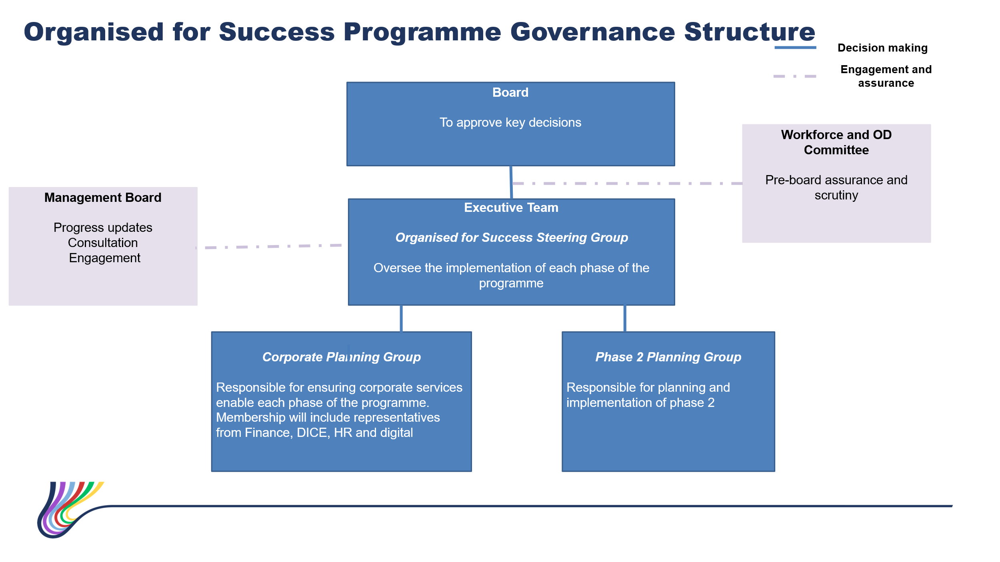 Organised for Success Programme Governance Structure
Decision making
Engagement and
assurance
Board
To approve key decisions
Workforce and OD
Committee
Pre-board assurance and
scrutiny
Management Board
Progress updates
Consultation
Engagement
Executive Team
Organised for Success Steering Group
Oversee the implementation of each phase of the
programme
Corporate Planning Group
Responsible for ensuring corporate services
enable each phase of the programme.
Membership will include representatives
from Finance, DICE, HR and digital
Phase 2 Planning Group
Responsible for planning and
implementation of phase 2